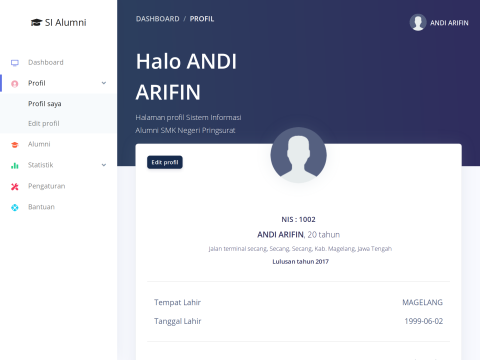 SI Alumni
Dashboard
Profil
Profil saya
Edit profil
Alumni
Statistik
Pengaturan
Bantuan
DASHBOARD / PROFIL
ANDI ARIFIN
Halo ANDI
ARIFIN
Halaman profil Sistem Informasi
Alumni SMK Negeri Pringsurat
Edit profil
NIS : 1002
ANDI ARIFIN, 20 tahun
Jalan terminal secang, Secang, Secang, Kab. Magelang, Jawa Tengah
Lulusan tahun 2017
Tempat Lahir MAGELANG
Tanggal Lahir 1999-06-02